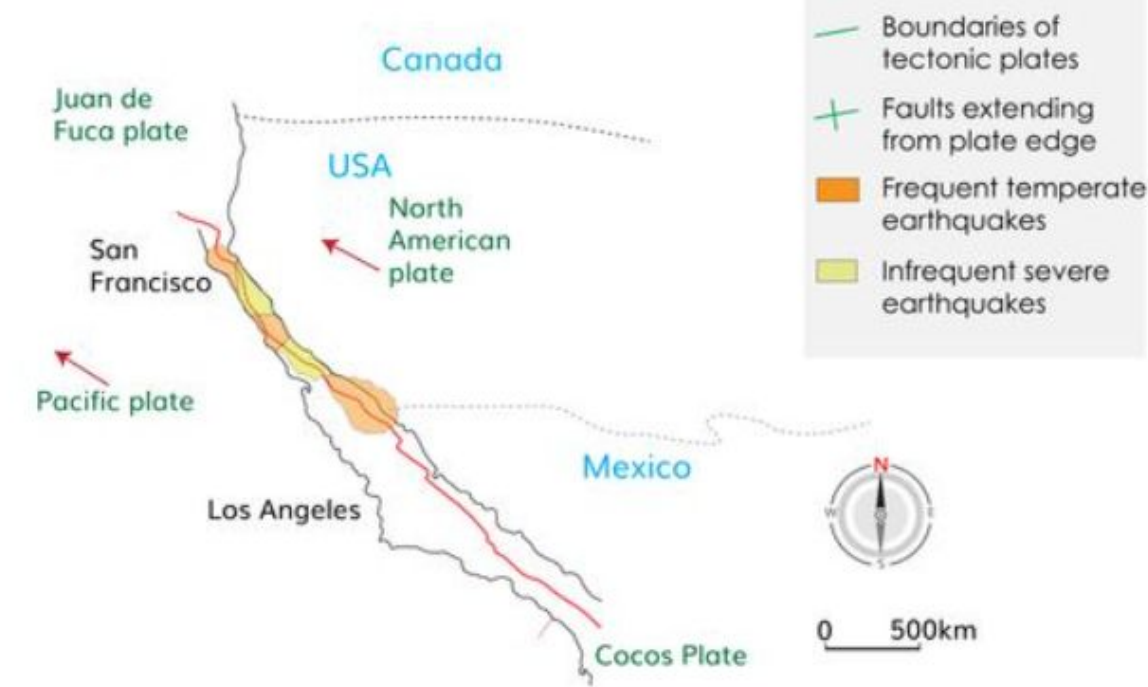 Canada
Juan de
Fuca plate
USA
North
American
plate
San
Francisco
Pacific plate
Mexico
Los Angeles
Cocos Plate
Boundaries of
tectonic plates
Faults extending
from plate edge
Frequent temperate
earthquakes
Infrequent severe
earthquakes
N
W
E
S
0 500km